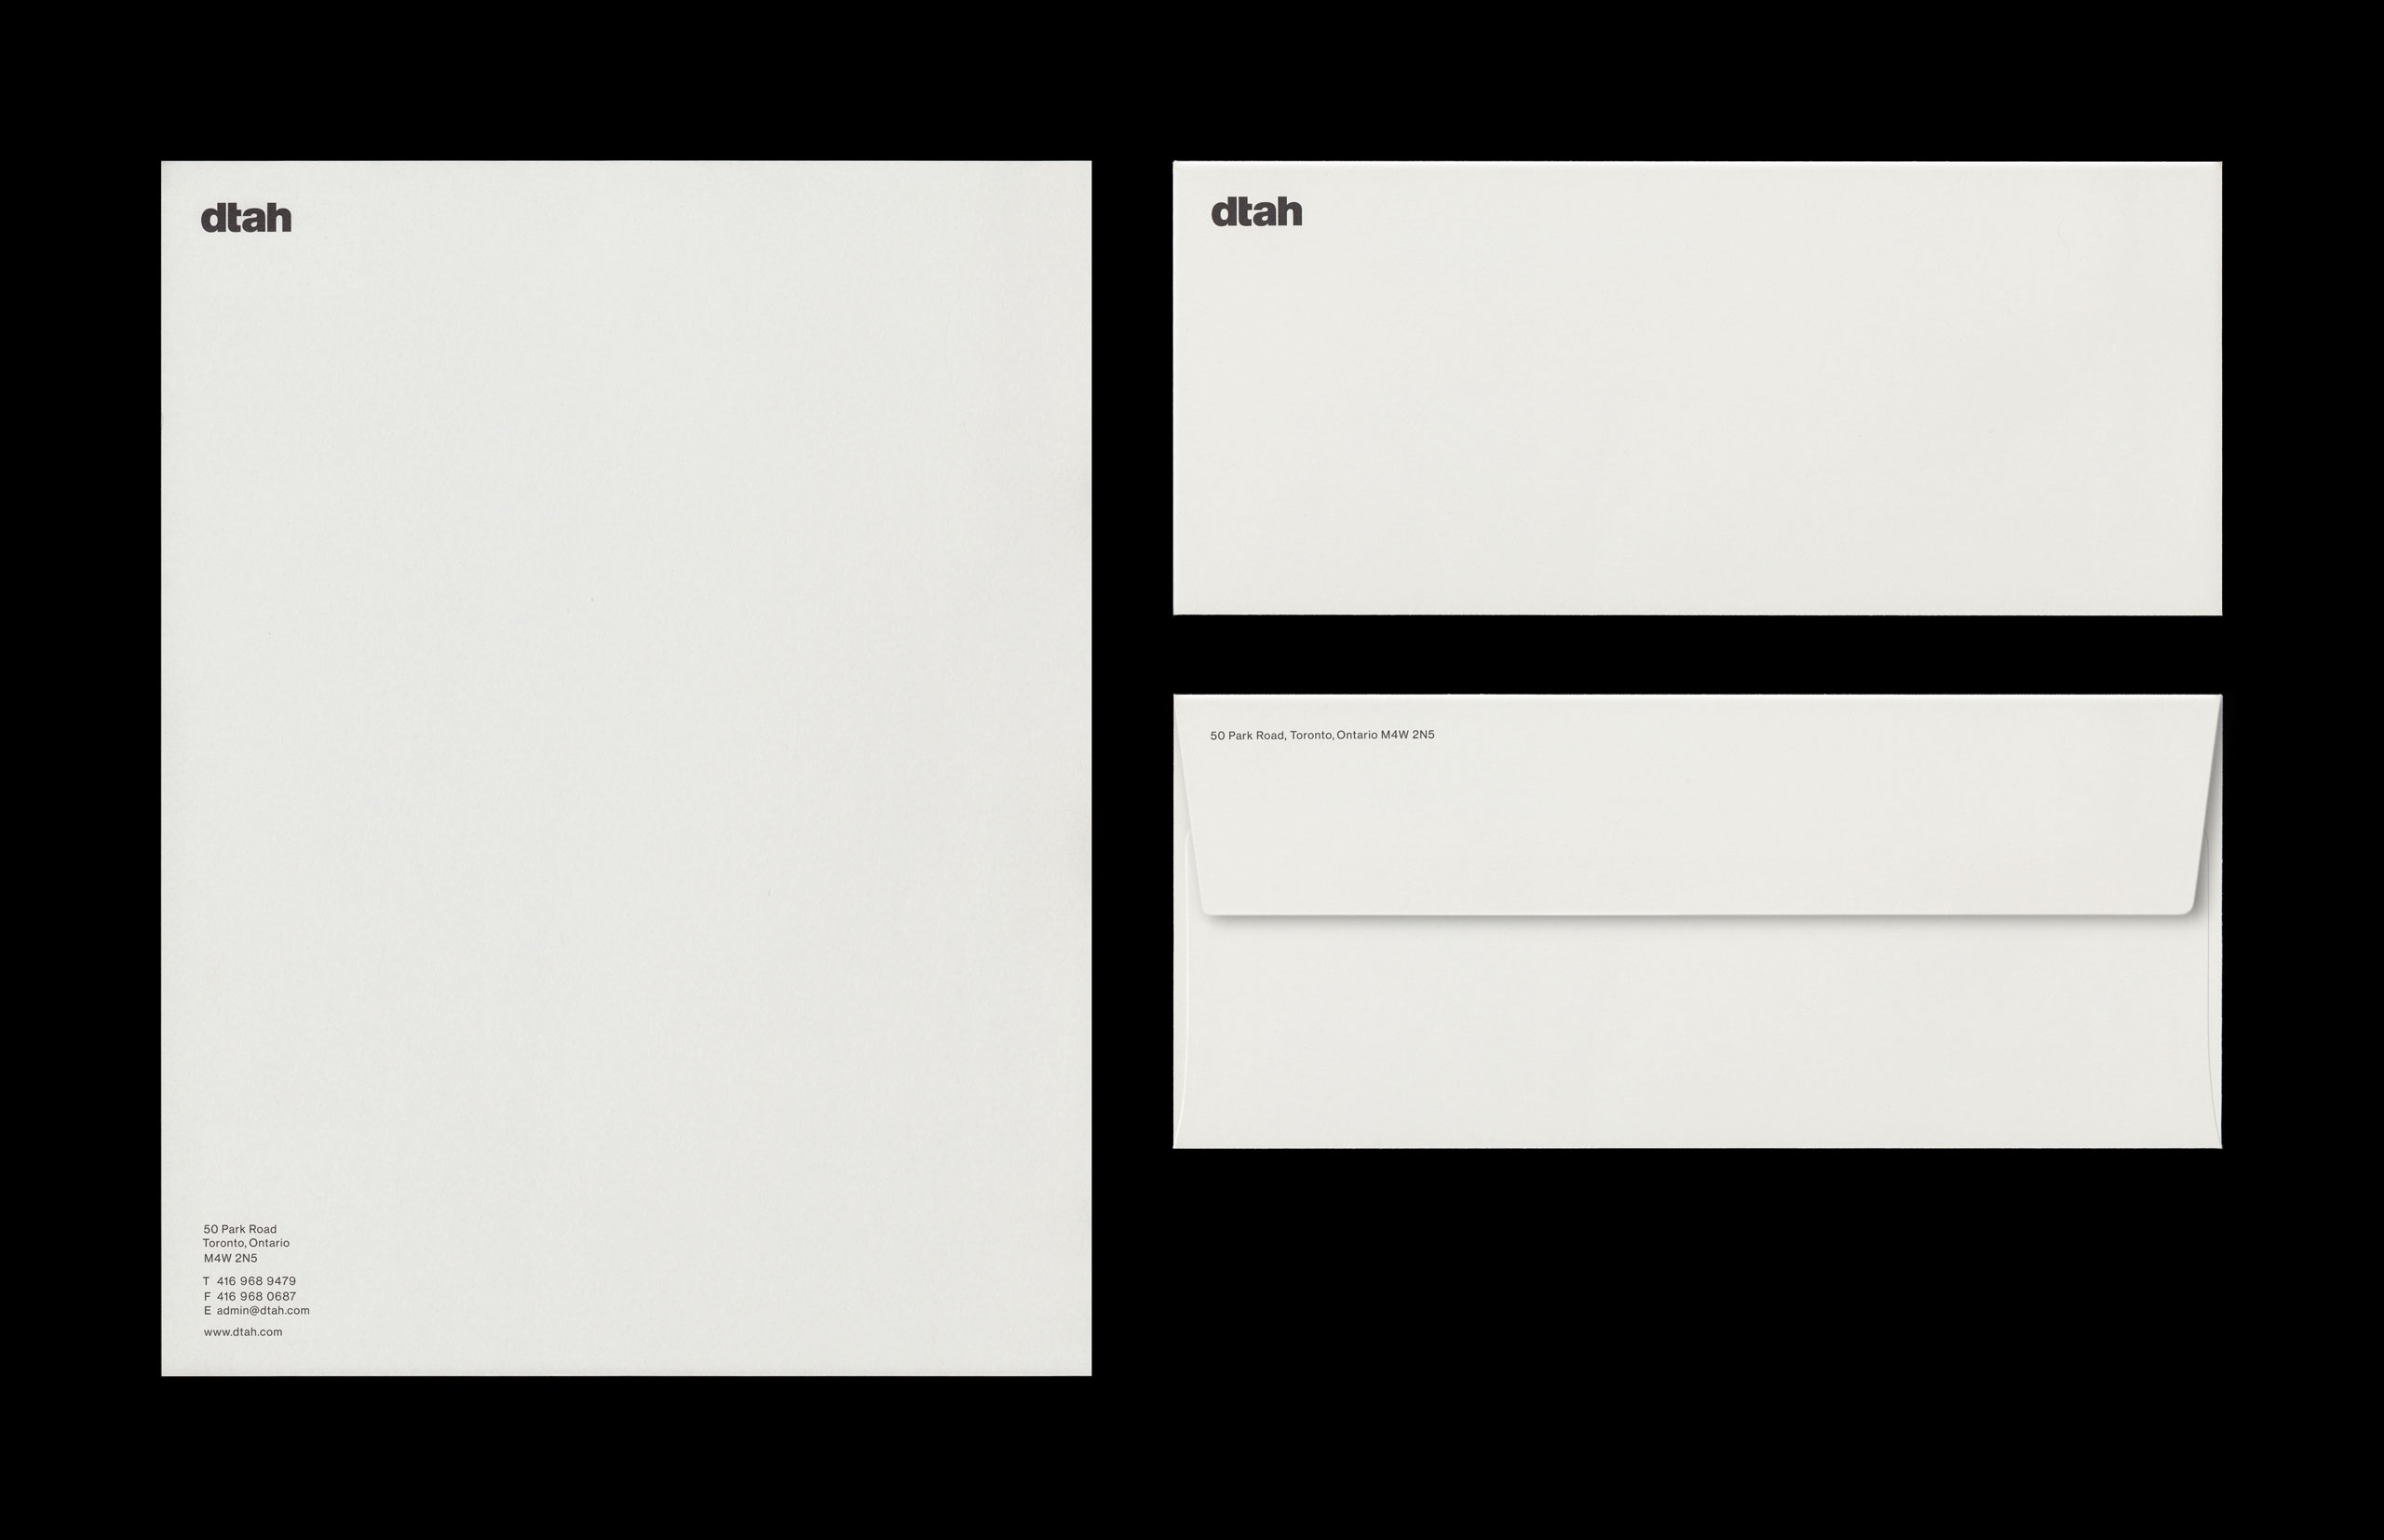 dtah
50 Park Road
Toronto, Ontario
M4W 2N5
T 416 968 9479
F 416 968 0687
E admin@dtah.com
www.dtah.com
dtah
50 Park Road, Toronto, Ontario M4W 2N5